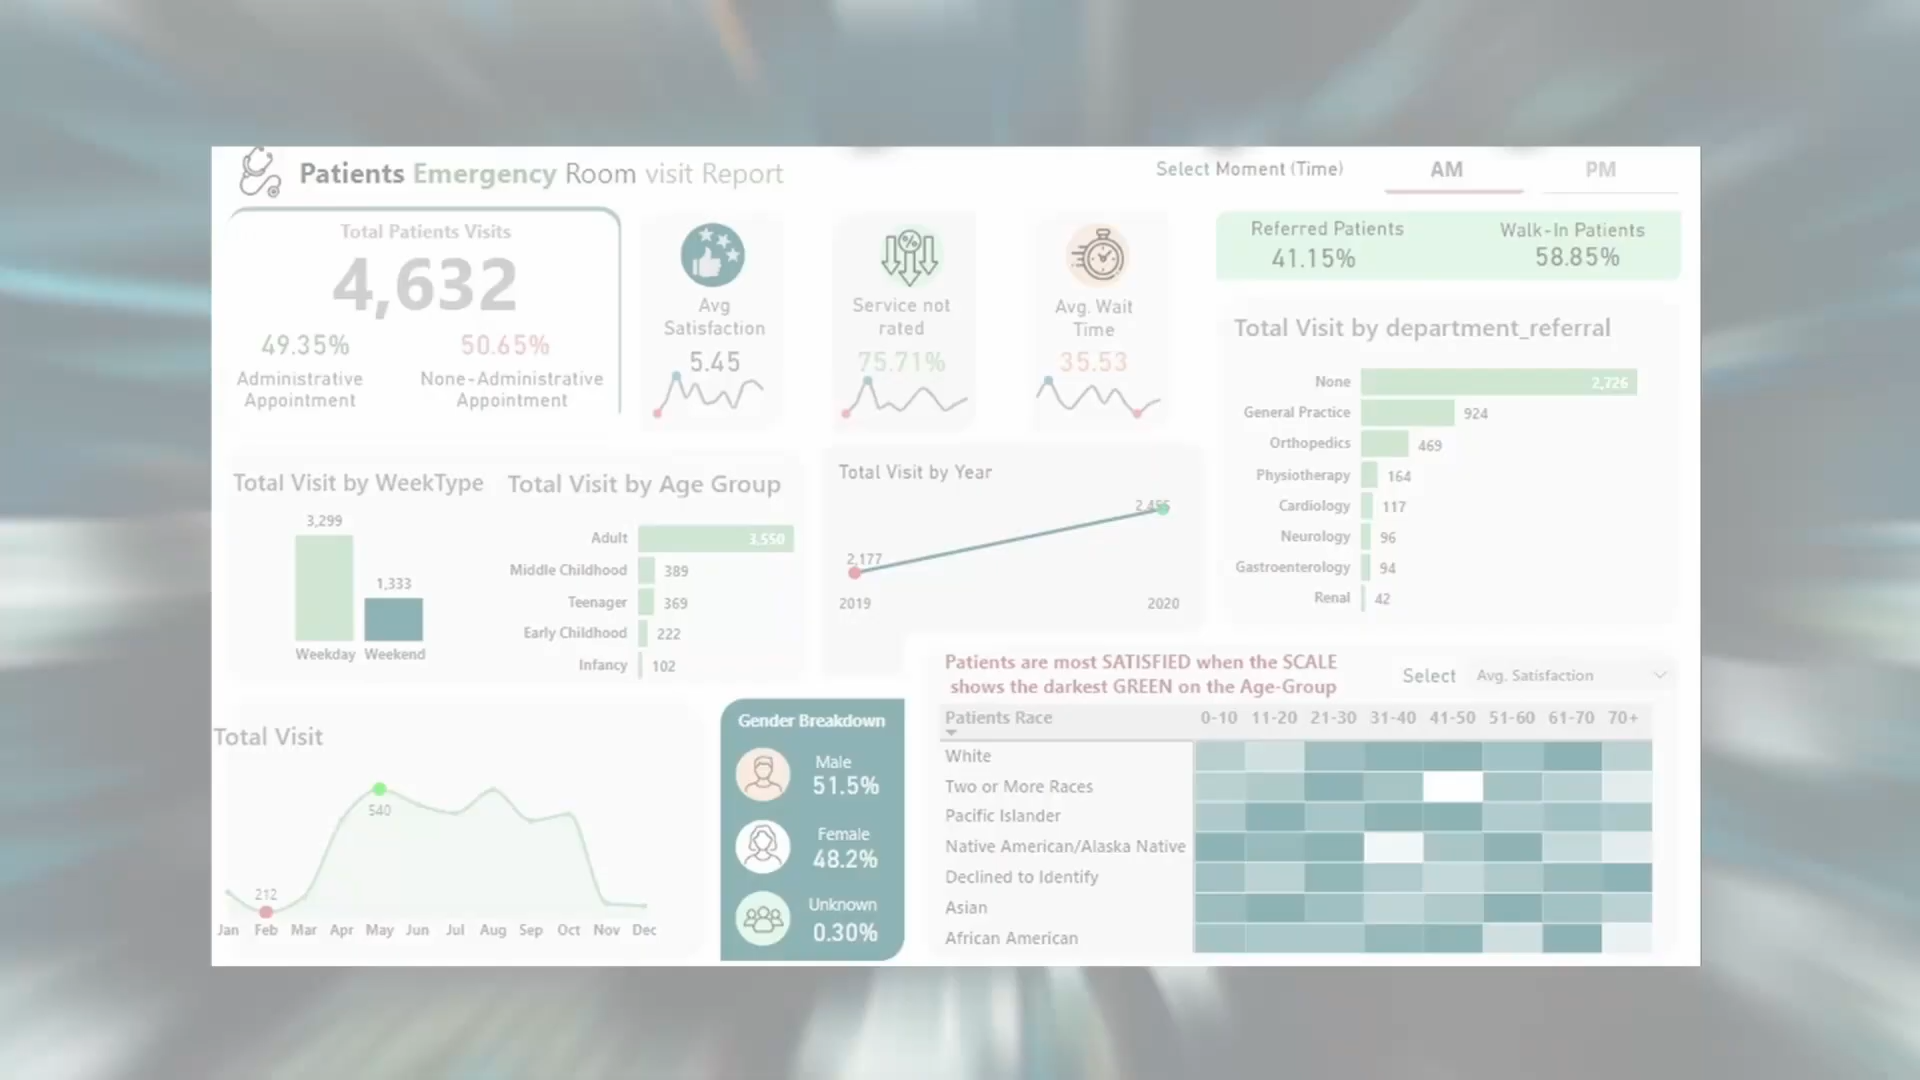 Patients Emergency Room visit Report
Select Moment (Time)
AM
PM
Total Patients Visits
4,632
49.35%
Administrative
Appointment
50.65%
None-Administrative
Appointment
Avg
Satisfaction
5.45
Service not
rated
75.71%
Avg. Wait
Time
35.53
Referred Patients
41.15%
Walk-In Patients
58.85%
Total Visit by department_referral
None 2,726
General Practice 924
Orthopedics 469
Physiotherapy 164
Cardiology 117
Neurology 96
Gastroenterology 94
Renal 42
Total Visit by WeekType
3,299
1,333
Weekday Weekend
Total Visit by Age Group
Adult 3,550
Middle Childhood 389
Teenager 369
Early Childhood 222
Infancy 102
Total Visit by Year
2,455
2,177
2019 2020
Total Visit
540
212
Jan Feb Mar Apr May Jun Jul Aug Sep Oct Nov Dec
Gender Breakdown
Male
51.5%
Female
48.2%
Unknown
0.30%
Patients are most SATISFIED when the SCALE
shows the darkest GREEN on the Age-Group
Select Avg. Satisfaction
Patients Race 0-10 11-20 21-30 31-40 41-50 51-60 61-70 70+
White
Two or More Races
Pacific Islander
Native American/Alaska Native
Declined to Identify
Asian
African American